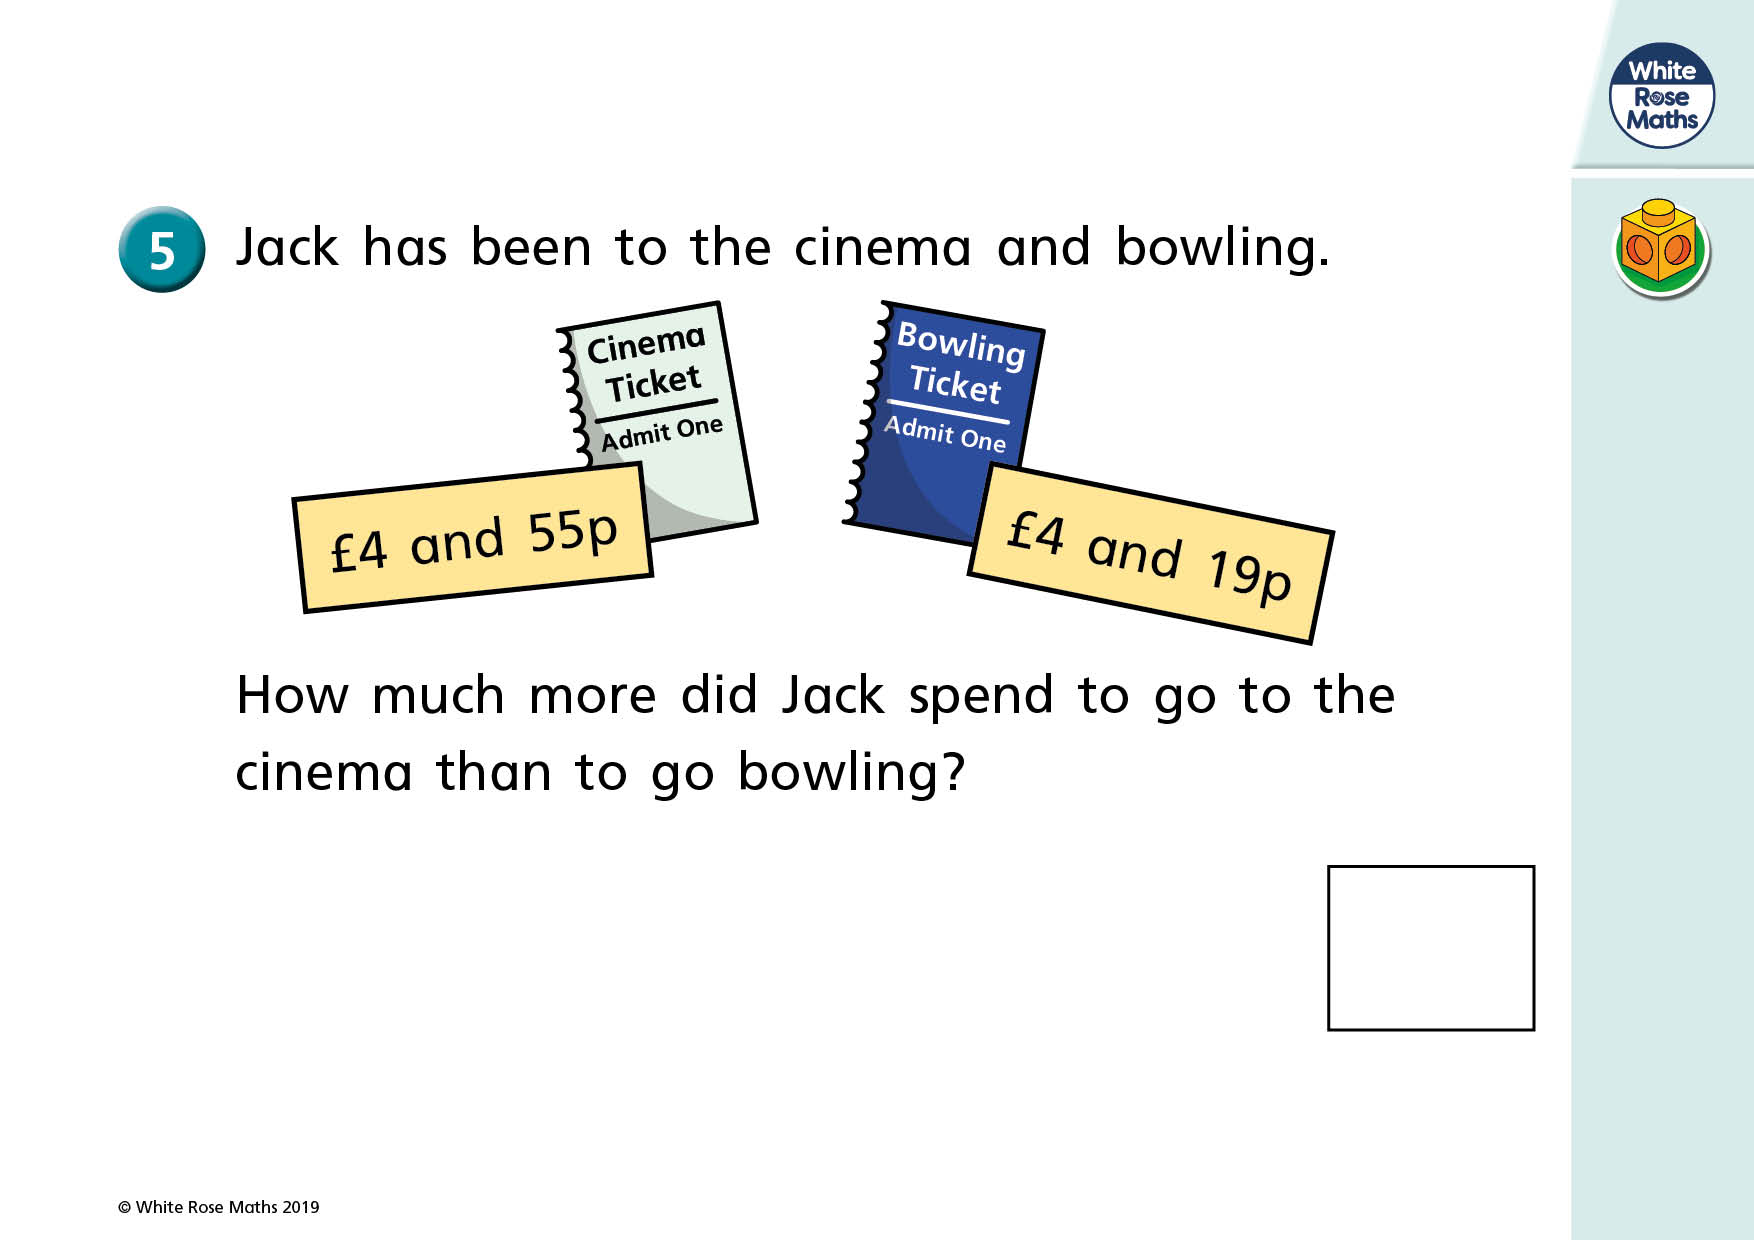 White
Rose
Maths
5 Jack has been to the cinema and bowling.
Cinema
Ticket
Admit One
£4 and 55p
Bowling
Ticket
Admit One
£4 and 19p
How much more did Jack spend to go to the
cinema than to go bowling?
© White Rose Maths 2019